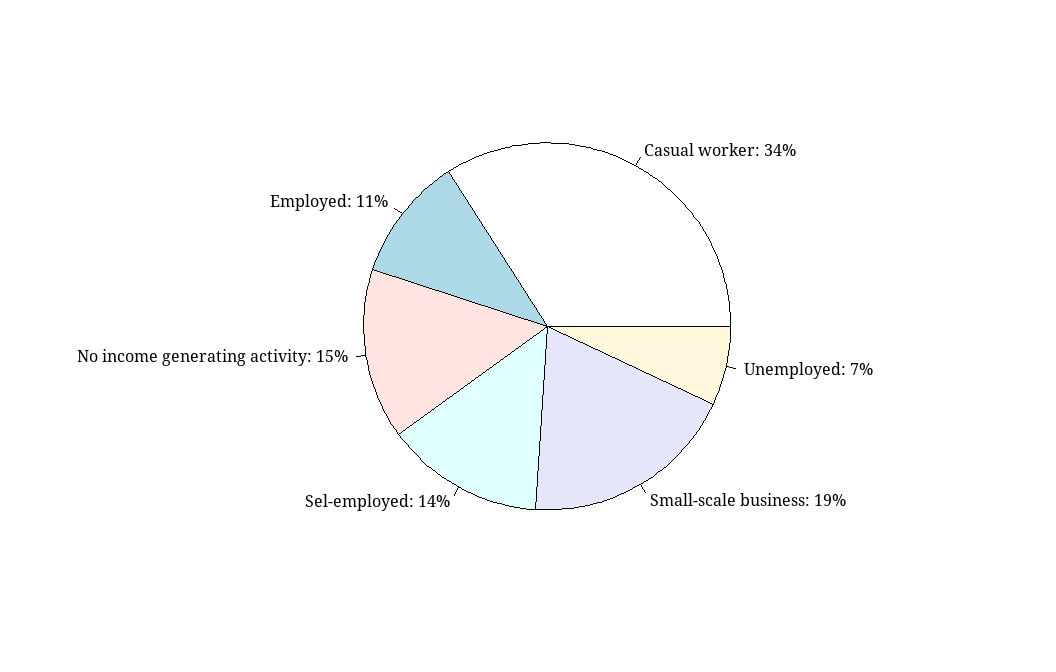 Casual worker: 34%
Employed: 11%
No income generating activity: 15%
Unemployed: 7%
Sel-employed: 14%
Small-scale business: 19%